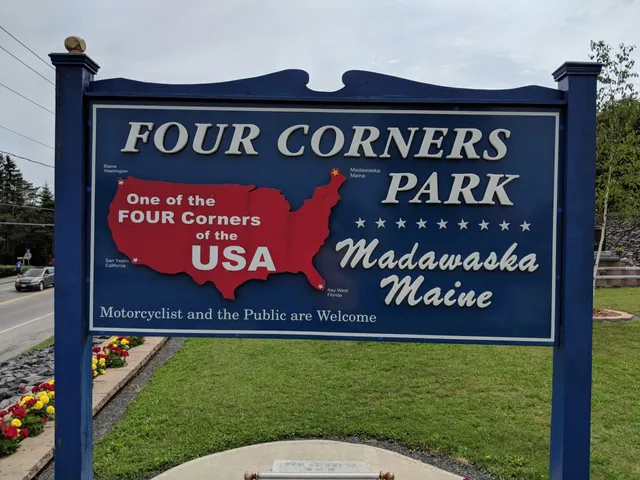 FOUR CORNERS
PARK
Blaine
Washington
Madawaska
Maine
One of the
FOUR Corners
of the
USA
San Ysidro
California
Key West
Florida
Madawaska
Maine
Motorcyclist and the Public are Welcome